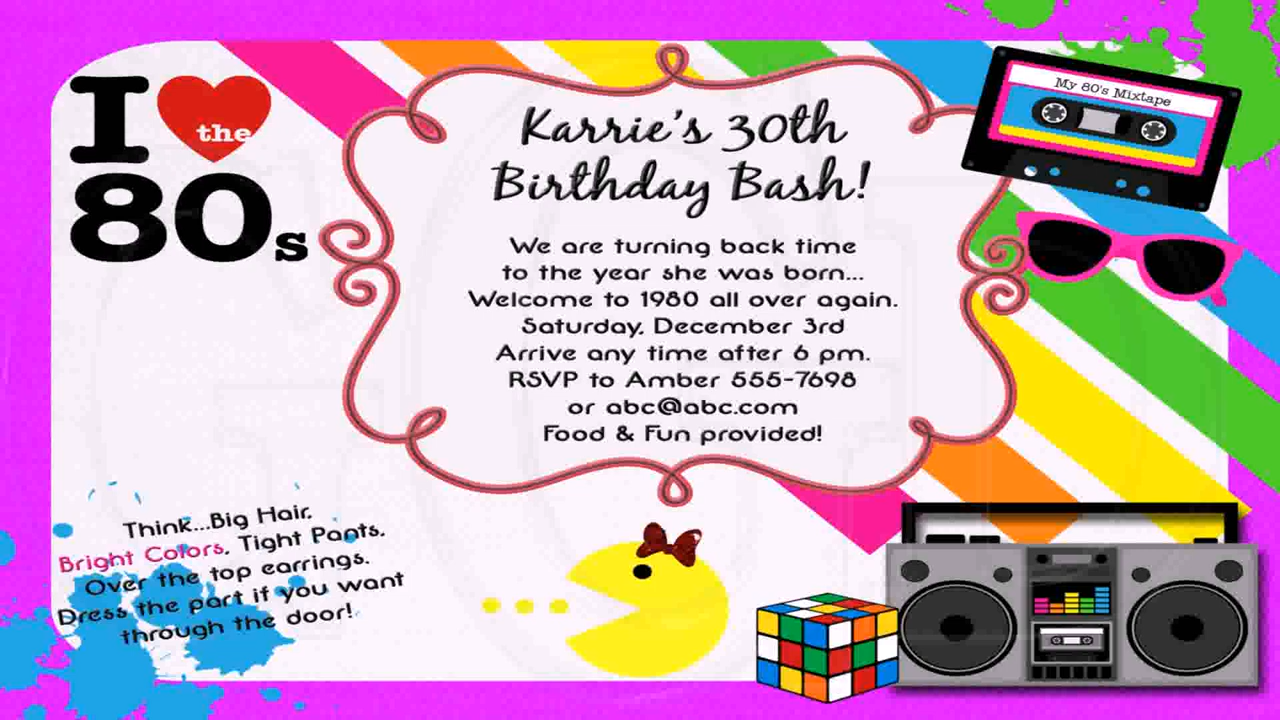 I the
80s
My 80's Mixtape
Karrie's 30th
Birthday Bash!
We are turning back time
to the year she was born...
Welcome to 1980 all over again.
Saturday, December 3rd
Arrive any time after 6 pm.
RSVP to Amber 555-7698
or abc@abc.com
Food & Fun provided!
Think...Big Hair,
Bright Colors, Tight Pants,
Over the top earrings.
Dress the part if you want
through the door!